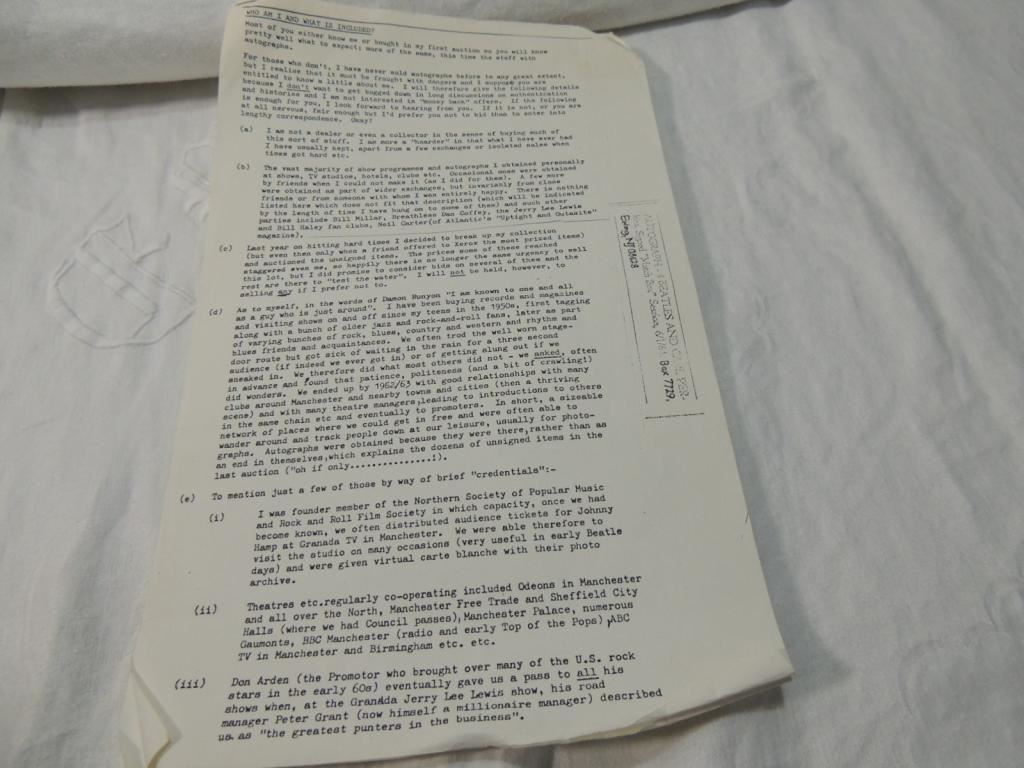 WHO AM I AND WHAT IS INCLUDED?
Most of you either know me or bought in my first auction so you will know
pretty well what to expect; more of the same, this time the stuff with
autographs.
For those who don't, I have never sold autographs before to any great extent,
but I realise that it must be frought with dangers and I suppose you are
entitled to know a little about me. I will therefore give the following details
because I don't want to get bogged down in long discussions on authentication
and histories and I am not interested in "money back" offers. If the following
is enough for you, I look forward to hearing from you. If it is not, or you are
at all nervous, fair enough but I'd prefer you not to bid than to enter into
lengthy correspondence. Okay?
(a) I am not a dealer or even a collector in the sense of buying much of
this sort of stuff. I am more a "hoarder" in that what I have ever had
I have usually kept, apart from a few exchanges or isolated sales when
times got hard etc.
(b) The vast majority of show programmes and autographs I obtained personally
at shows, TV studios, hotels, clubs etc. Occasional ones were obtained
by friends when I could not make it (as I did for them). A few more
were obtained as part of wider exchanges, but invariably from close
friends or from someone with whom I was entirely happy. There is nothing
listed here which does not fit that description (which will be indicated
by the length of time I have hung on to some of them) and such other
parties include Bill Millar, Breathless Dan Coffey, the Jerry Lee Lewis
and Bill Haley fan clubs, Neil Carter(of Atlantic's "Uptight and Outasite"
magazine).
(c) Last year on hitting hard times I decided to break up my collection
(but even then only when a friend offered to Xerox the most prized items)
and auctioned the unsigned items. The prices some of these reached
staggered even me, so happily there is no longer the same urgency to sell
this lot, but I did promise to consider bids on several of them and the
rest are there to "test the water". I will not be held, however, to
selling any if I prefer not to.
(d) As to myself, in the words of Damon Runyon "I am known to one and all
as a guy who is just around". I have been buying records and magazines
and visiting shows on and off since my teens in the 1950s, first tagging
along with a bunch of older jazz and rock-and-roll fans, later as part
of varying bunches of rock, blues, country and western and rhythm and
blues friends and acquaintances. We often trod the well worn stage-
door route but got sick of waiting in the rain for a three second
audience (if indeed we ever got in) or of getting slung out if we
sneaked in. We therefore did what most others did not - we asked, often
in advance and found that patience, politeness (and a bit of crawling!)
did wonders. We ended up by 1962/63 with good relationships with many
clubs around Manchester and nearby towns and cities (then a thriving
scene) and with many theatre managers,leading to introductions to others
in the same chain etc and eventually to promoters. In short, a sizeable
network of places where we could get in free and were often able to
wander around and track people down at our leisure, usually for photo-
graphs. Autographs were obtained because they were there,rather than as
an end in themselves,which explains the dozens of unsigned items in the
last auction ("oh if only...............!).
(e) To mention just a few of those by way of brief "credentials":-
(i) I was founder member of the Northern Society of Popular Music
and Rock and Roll Film Society in which capacity, once we had
become known, we often distributed audience tickets for Johnny
Hamp at Granada TV in Manchester. We were able therefore to
visit the studio on many occasions (very useful in early Beatle
days) and were given virtual carte blanche with their photo
archive.
(ii) Theatres etc.regularly co-operating included Odeons in Manchester
and all over the North, Manchester Free Trade and Sheffield City
Halls (where we had Council passes),Manchester Palace, numerous
Gaumonts, BBC Manchester (radio and early Top of the Pops),ABC
TV in Manchester and Birmingham etc. etc.
(iii) Don Arden (the Promotor who brought over many of the U.S. rock
stars in the early 60s) eventually gave us a pass to all his
shows when, at the Granada Jerry Lee Lewis show, his road
manager Peter Grant (now himself a millionaire manager) described
us as "the greatest punters in the business".
BEATLES AND
Box 7729
Ewing, NJ 08628